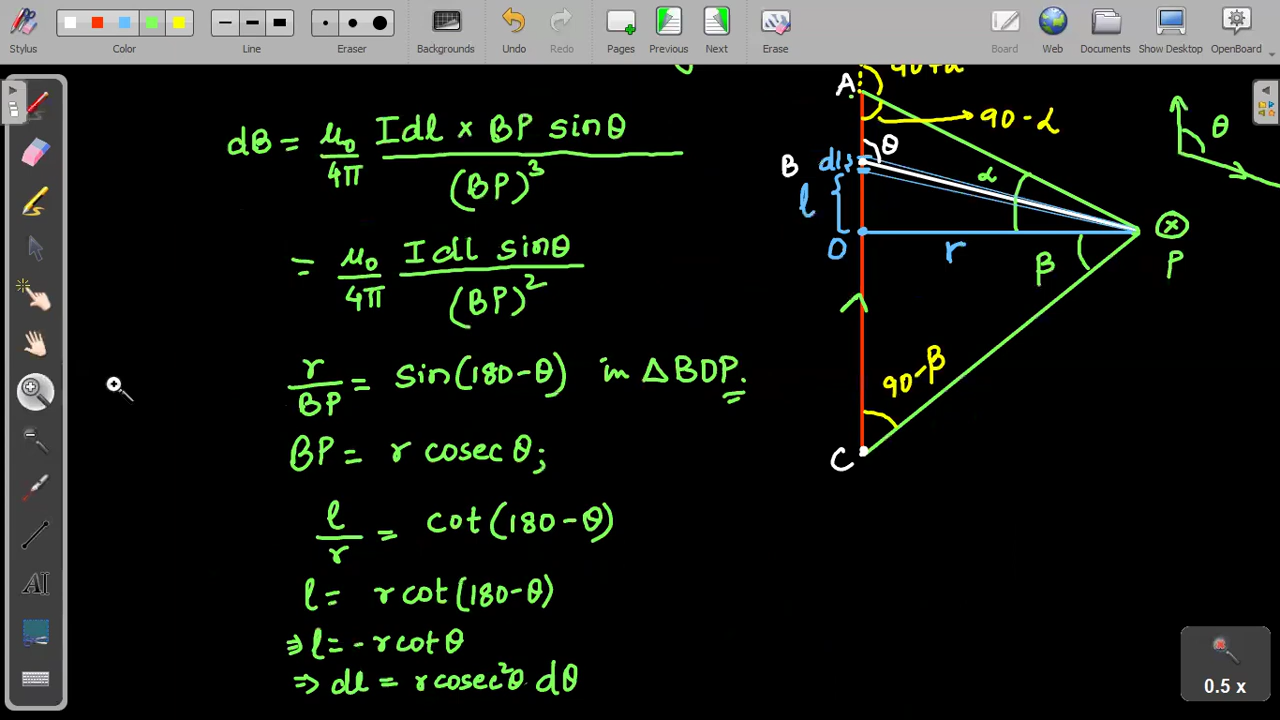 Stylus
Color
Line
Eraser
Backgrounds
Undo
Redo
Pages
Previous
Next
Erase
Board
Web
Documents
Show Desktop
OpenBoard
dB = μ₀/4π Idl × BP sinθ / (BP)³
= μ₀/4π Idl sinθ / (BP)²
r/BP = sin(180-θ) in ΔBOP.
BP = r cosec θ;
l/r = cot(180-θ)
l = r cot(180-θ)
⇒ l = - r cot θ
⇒ dl = r cosec²θ dθ
90+α
A
90-α
θ
B
dl
l
α
O
r
β
P
90-β
C
θ
0.5 x